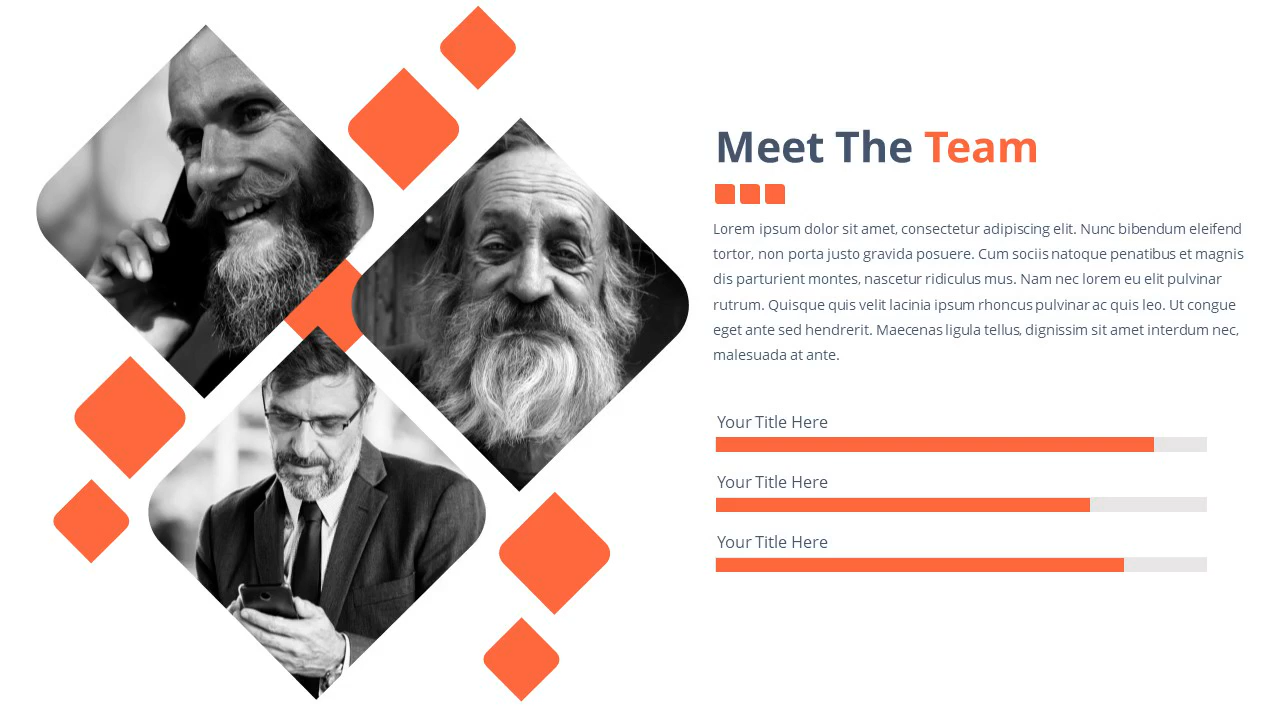 Meet The Team
Lorem ipsum dolor sit amet, consectetur adipiscing elit. Nunc bibendum eleifend
tortor, non porta justo gravida posuere. Cum sociis natoque penatibus et magnis
dis parturient montes, nascetur ridiculus mus. Nam nec lorem eu elit pulvinar
rutrum. Quisque quis velit lacinia ipsum rhoncus pulvinar ac quis leo. Ut congue
eget ante sed hendrerit. Maecenas ligula tellus, dignissim sit amet interdum nec,
malesuada at ante.
Your Title Here
Your Title Here
Your Title Here